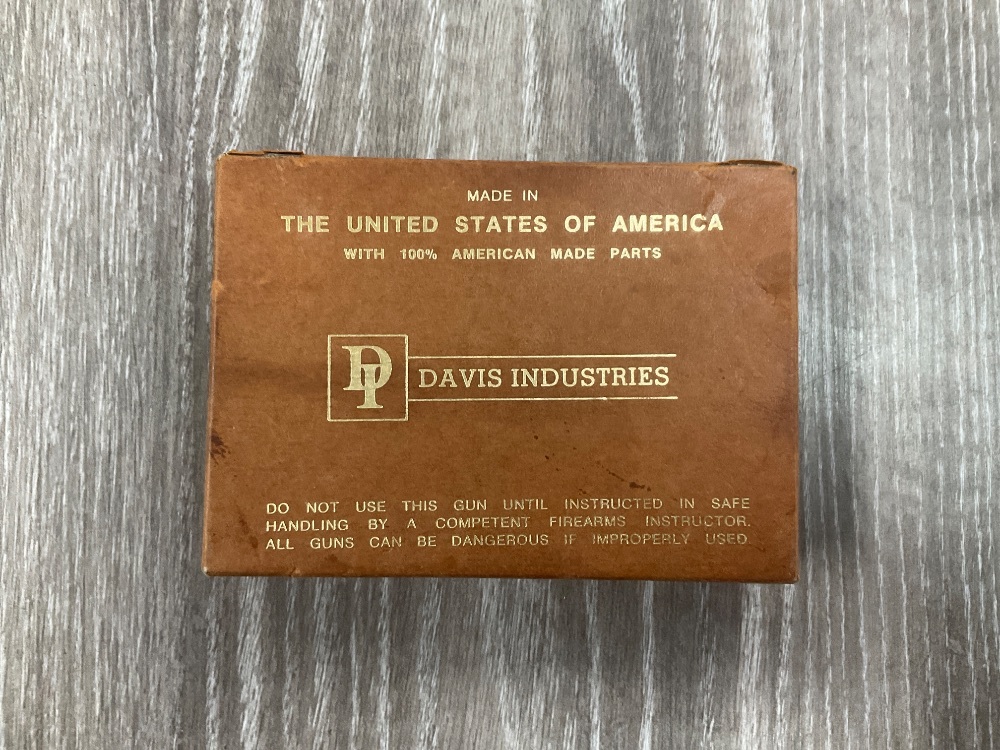 MADE IN
THE UNITED STATES OF AMERICA
WITH 100% AMERICAN MADE PARTS
DI
DAVIS INDUSTRIES
DO NOT USE THIS GUN UNTIL INSTRUCTED IN SAFE
HANDLING BY A COMPETENT FIREARMS INSTRUCTOR.
ALL GUNS CAN BE DANGEROUS IF IMPROPERLY USED.